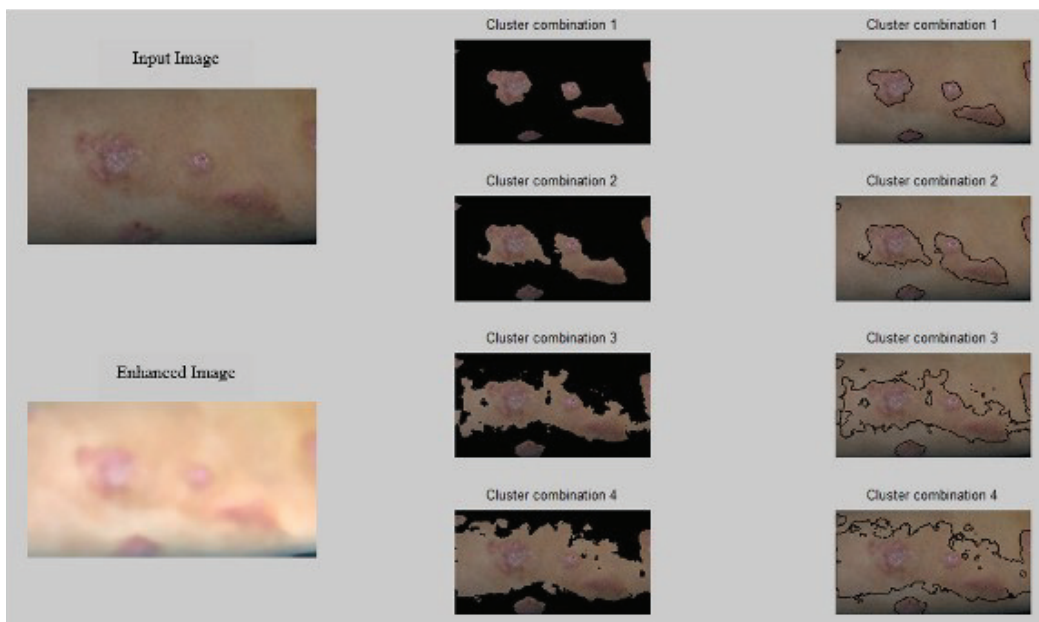 Input Image
Enhanced Image
Cluster combination 1
Cluster combination 1
Cluster combination 2
Cluster combination 2
Cluster combination 3
Cluster combination 3
Cluster combination 4
Cluster combination 4